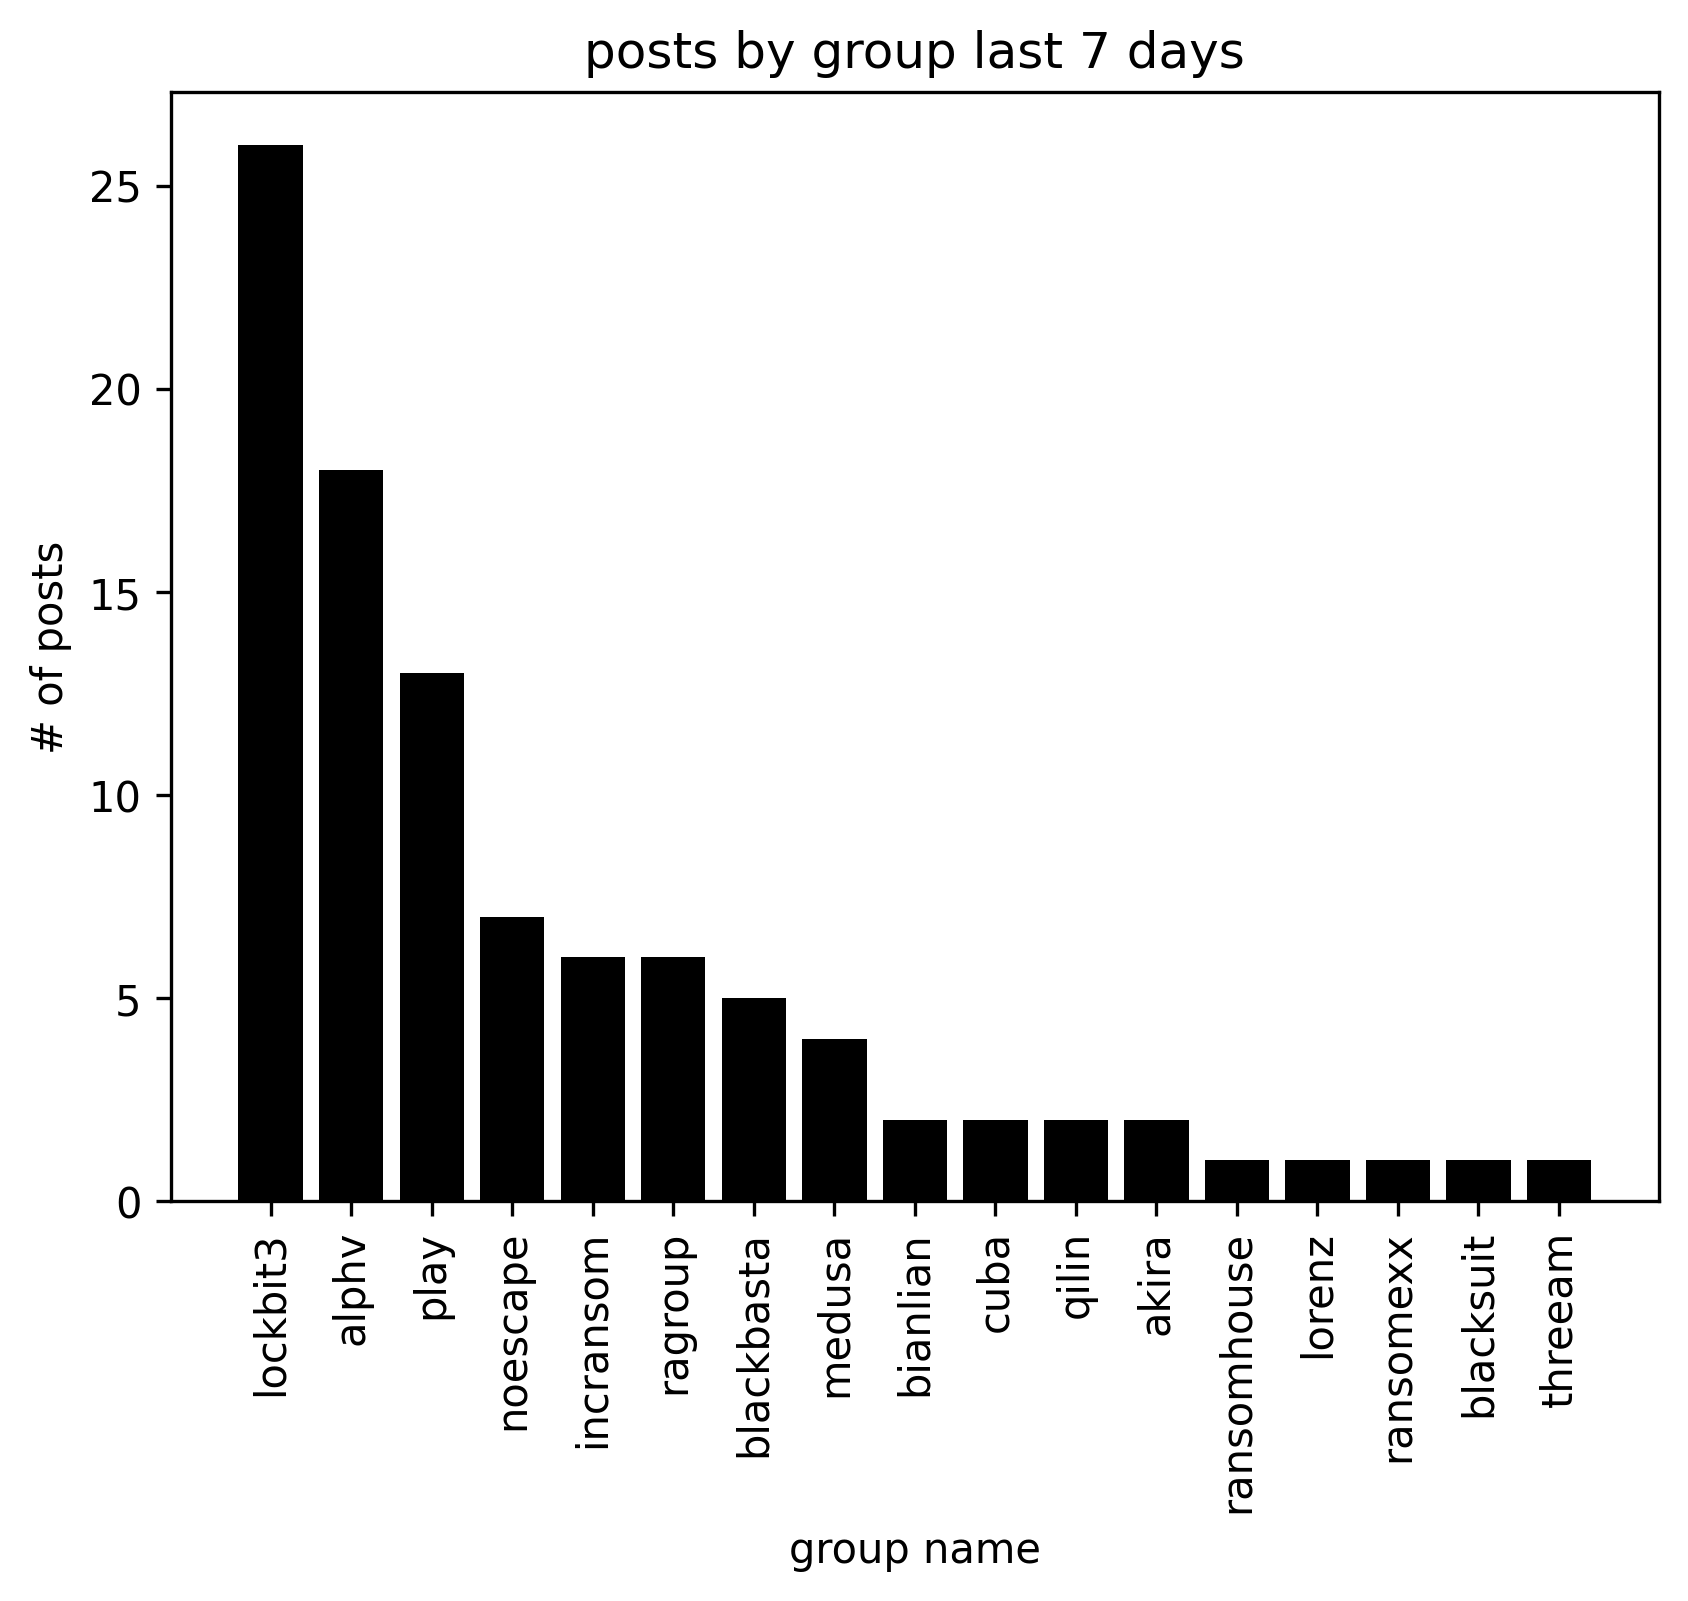 posts by group last 7 days
# of posts
25
20
15
10
5
0
lockbit3
alphv
play
noescape
incransom
ragroup
blackbasta
medusa
bianlian
cuba
qilin
akira
ransomhouse
lorenz
ransomexx
blacksuit
threeam
group name